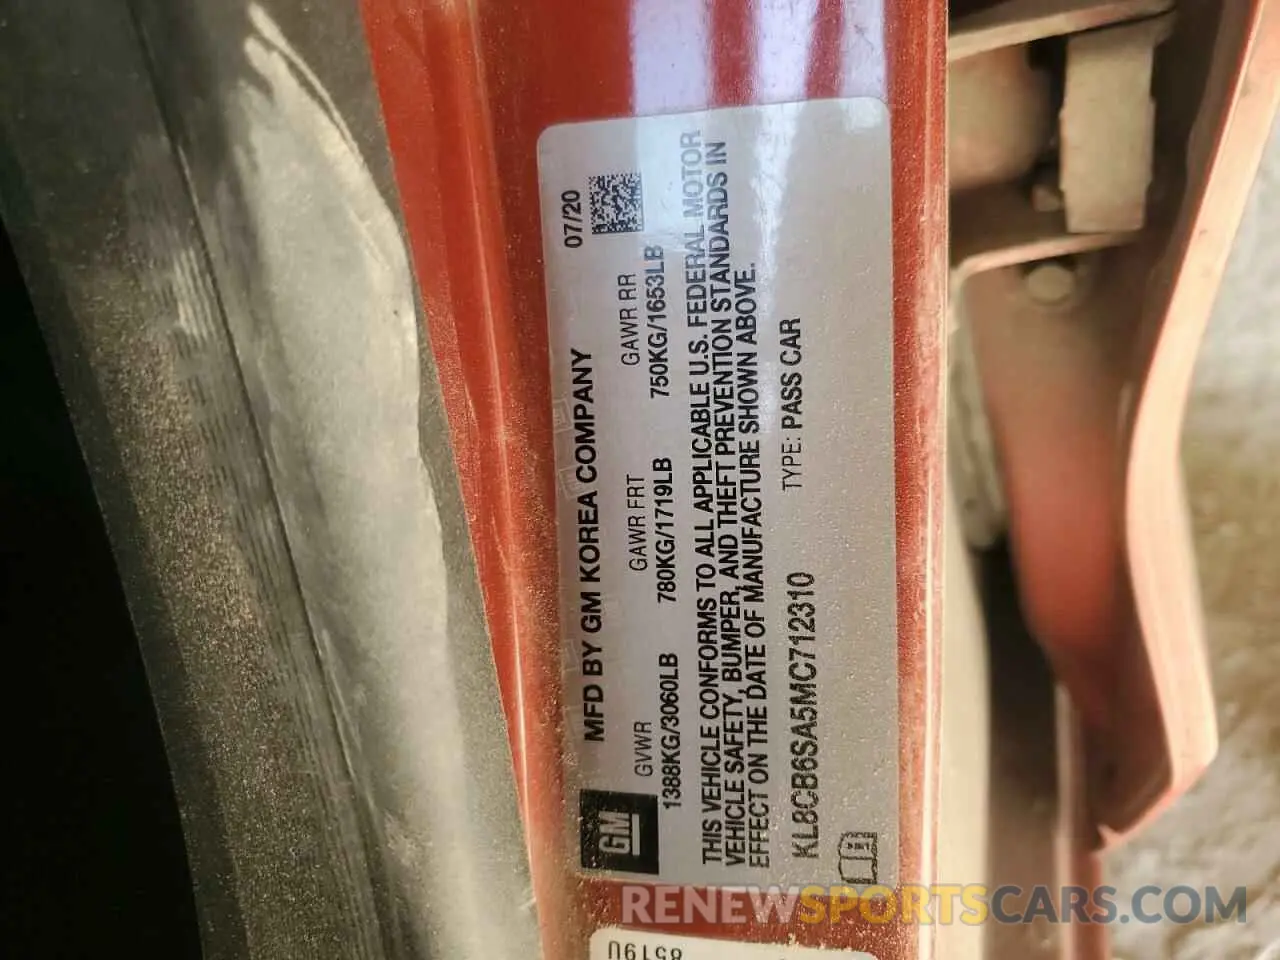 MFD BY GM KOREA COMPANY 07/20
GM
GVWR GAWR FRT GAWR RR
1388KG/3060LB 780KG/1719LB 750KG/1653LB
THIS VEHICLE CONFORMS TO ALL APPLICABLE U.S. FEDERAL MOTOR
VEHICLE SAFETY, BUMPER, AND THEFT PREVENTION STANDARDS IN
EFFECT ON THE DATE OF MANUFACTURE SHOWN ABOVE.
KL8CB6SA5MC712310 TYPE: PASS CAR
RENEWSPORTSCARS.COM